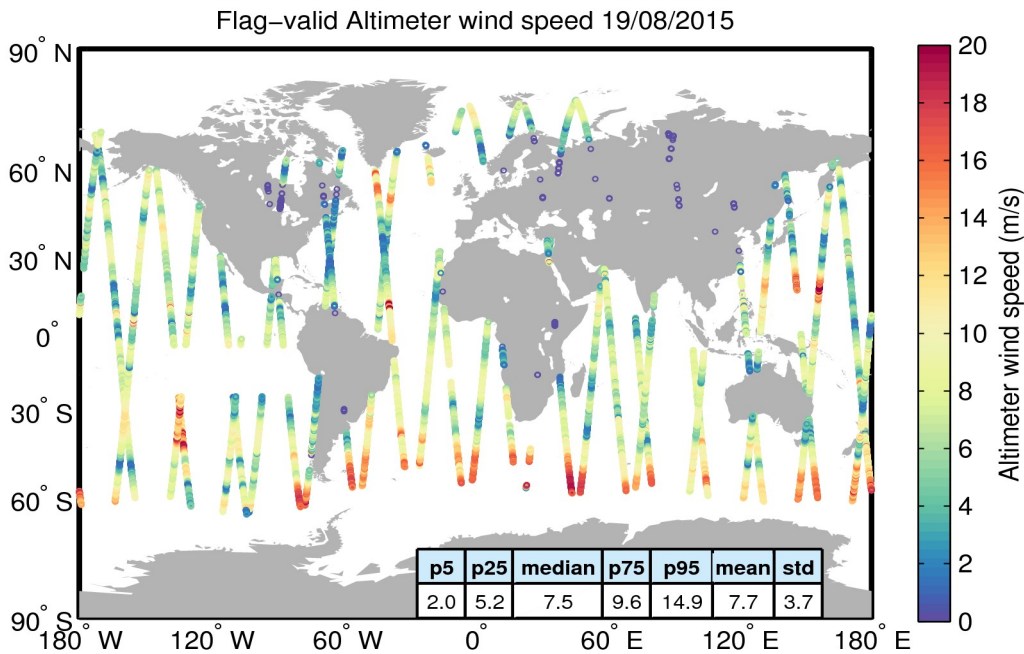 Flag−valid Altimeter wind speed 19/08/2015
90° N
60° N
30° N
0°
30° S
60° S
90° S
180° W
120° W
60° W
0°
60° E
120° E
180° E
p5 p25 median p75 p95 mean std
2.0 5.2 7.5 9.6 14.9 7.7 3.7
20
18
16
14
12
10
8
6
4
2
0
Altimeter wind speed (m/s)